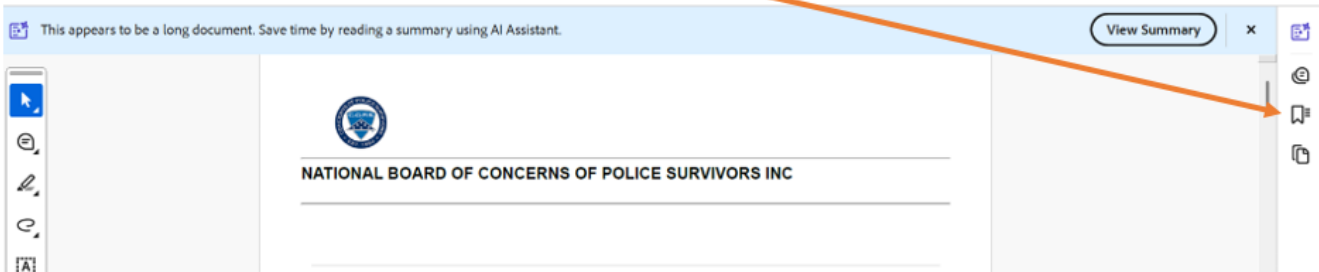 This appears to be a long document. Save time by reading a summary using AI Assistant.
View Summary
C.O.P.S.
NATIONAL BOARD OF CONCERNS OF POLICE SURVIVORS INC
A